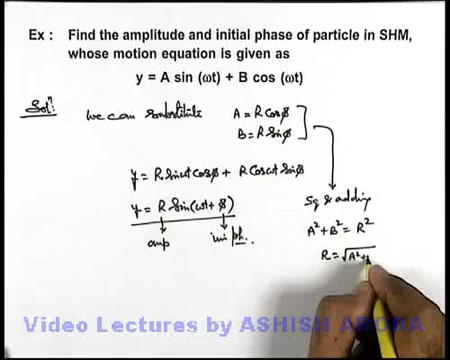 Ex : Find the amplitude and initial phase of particle in SHM,
whose motion equation is given as
y = A sin (ωt) + B cos (ωt)
Solⁿ We can substitute A = R Cosϕ
B = R Sinϕ
y = R Sinωt Cosϕ + R Cosωt Sinϕ
y = R Sin(ωt + ϕ)
amp ini ph.
Sq & adding
A² + B² = R²
R = √A²+
Video Lectures by ASHISH ARORA